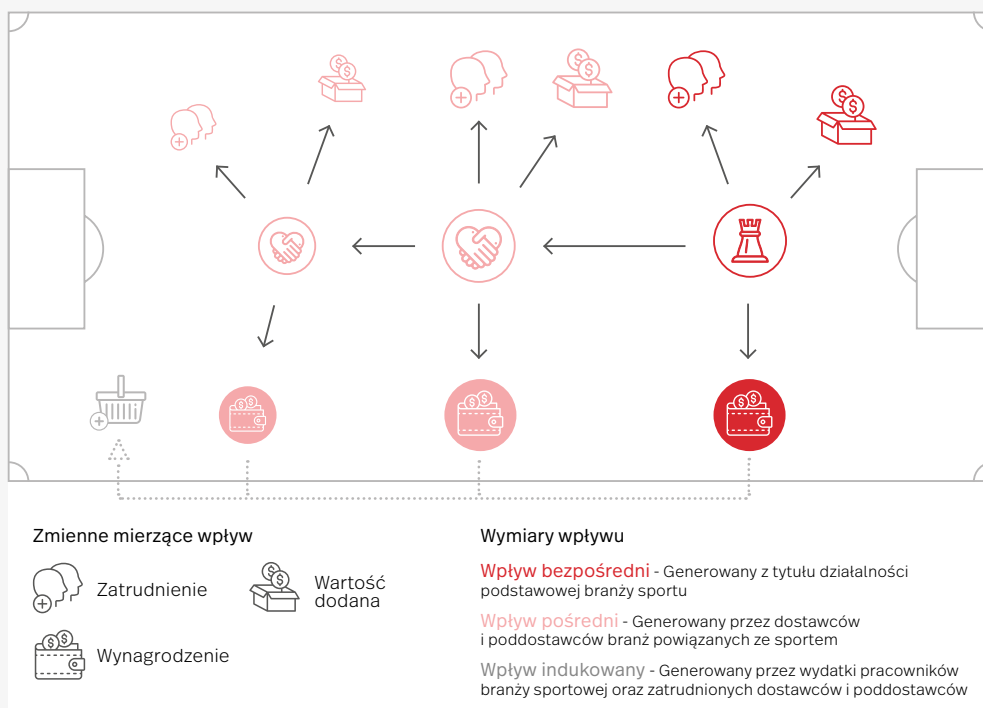 Zmienne mierzące wpływ
Zatrudnienie
Wartość
dodana
Wynagrodzenie
Wymiary wpływu
Wpływ bezpośredni - Generowany z tytułu działalności
podstawowej branży sportu
Wpływ pośredni - Generowany przez dostawców
i poddostawców branż powiązanych ze sportem
Wpływ indukowany - Generowany przez wydatki pracowników
branży sportowej oraz zatrudnionych dostawców i poddostawców